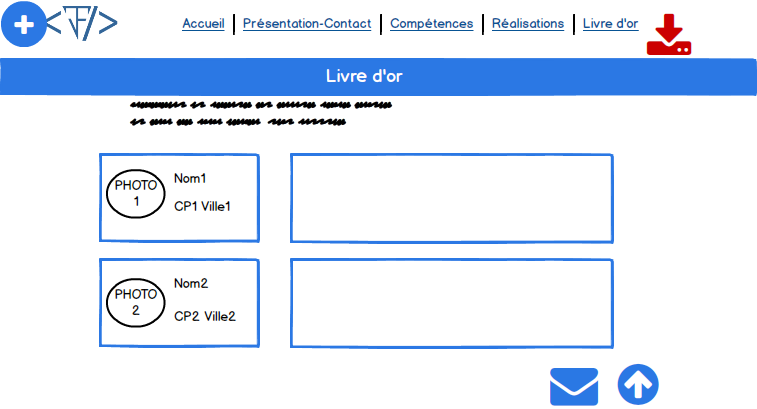 Accueil Présentation-Contact Compétences Réalisations Livre d'or
Livre d'or
PHOTO
1
Nom1
CP1 Ville1
PHOTO
2
Nom2
CP2 Ville2